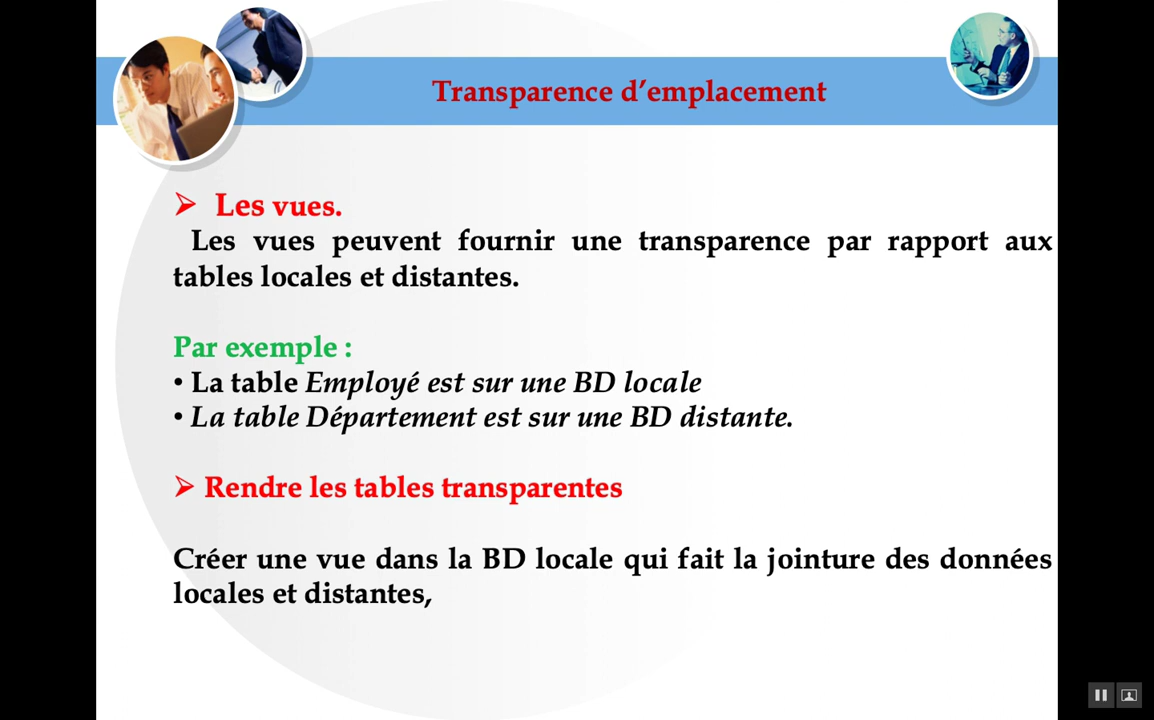 Transparence d’emplacement
➢ Les vues.
Les vues peuvent fournir une transparence par rapport aux
tables locales et distantes.
Par exemple :
• La table Employé est sur une BD locale
• La table Département est sur une BD distante.
➢ Rendre les tables transparentes
Créer une vue dans la BD locale qui fait la jointure des données
locales et distantes,